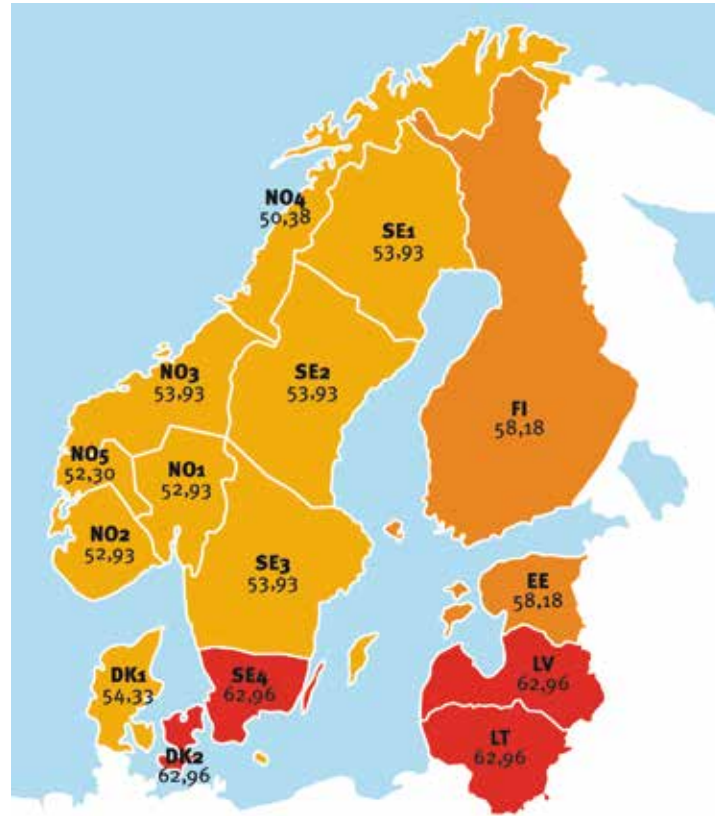 NO4
50,38
SE1
53,93
NO3
53,93
SE2
53,93
FI
58,18
NO5
52,30
NO1
52,93
NO2
52,93
SE3
53,93
EE
58,18
DK1
54,33
SE4
62,96
LV
62,96
DK2
62,96
LT
62,96